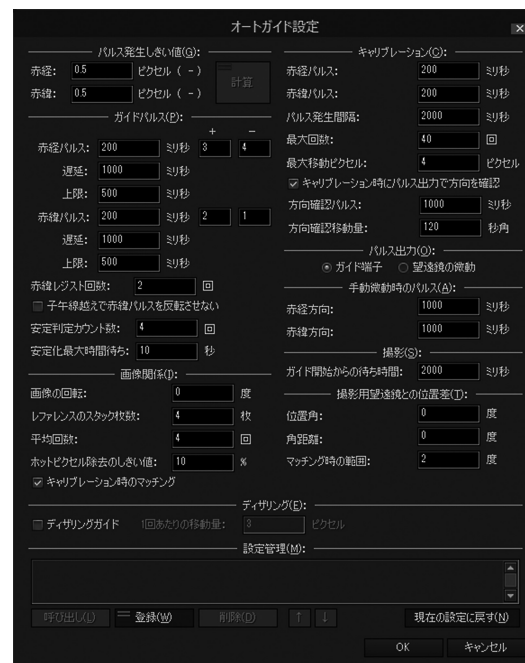 オートガイド設定
パルス発生しきい値(G):
赤経: 0.5 ピクセル ( - )
赤緯: 0.5 ピクセル ( - )
計算
ガイドパルス(P):
+ -
赤経パルス: 200 ミリ秒 3 4
遅延: 1000 ミリ秒
上限: 500 ミリ秒
赤緯パルス: 200 ミリ秒 2 1
遅延: 1000 ミリ秒
上限: 500 ミリ秒
赤緯レジスト回数: 2 回
子午線越えで赤緯パルスを反転させない
安定判定カウント数: 4 回
安定化最大時間待ち: 10 秒
画像関係(I):
画像の回転: 0 度
レファレンスのスタック枚数: 4 枚
平均回数: 4 回
ホットピクセル除去のしきい値: 10 %
キャリブレーション時のマッチング
キャリブレーション(C):
赤経パルス: 200 ミリ秒
赤緯パルス: 200 ミリ秒
パルス発生間隔: 2000 ミリ秒
最大回数: 40 回
最大移動ピクセル: 4 ピクセル
キャリブレーション時にパルス出力で方向を確認
方向確認パルス: 1000 ミリ秒
方向確認移動量: 120 秒角
パルス出力(O):
ガイド端子 望遠鏡の微動
手動微動時のパルス(A):
赤経方向: 1000 ミリ秒
赤緯方向: 1000 ミリ秒
撮影(S):
ガイド開始からの待ち時間: 2000 ミリ秒
撮影用望遠鏡との位置差(T):
位置角: 0 度
角距離: 0 度
マッチング時の範囲: 2 度
ディザリング(E):
ディザリングガイド 1回あたりの移動量: 3 ピクセル
設定管理(M):
呼び出し(L) 登録(W) 削除(D) ↑ ↓ 現在の設定に戻す(N)
OK キャンセル